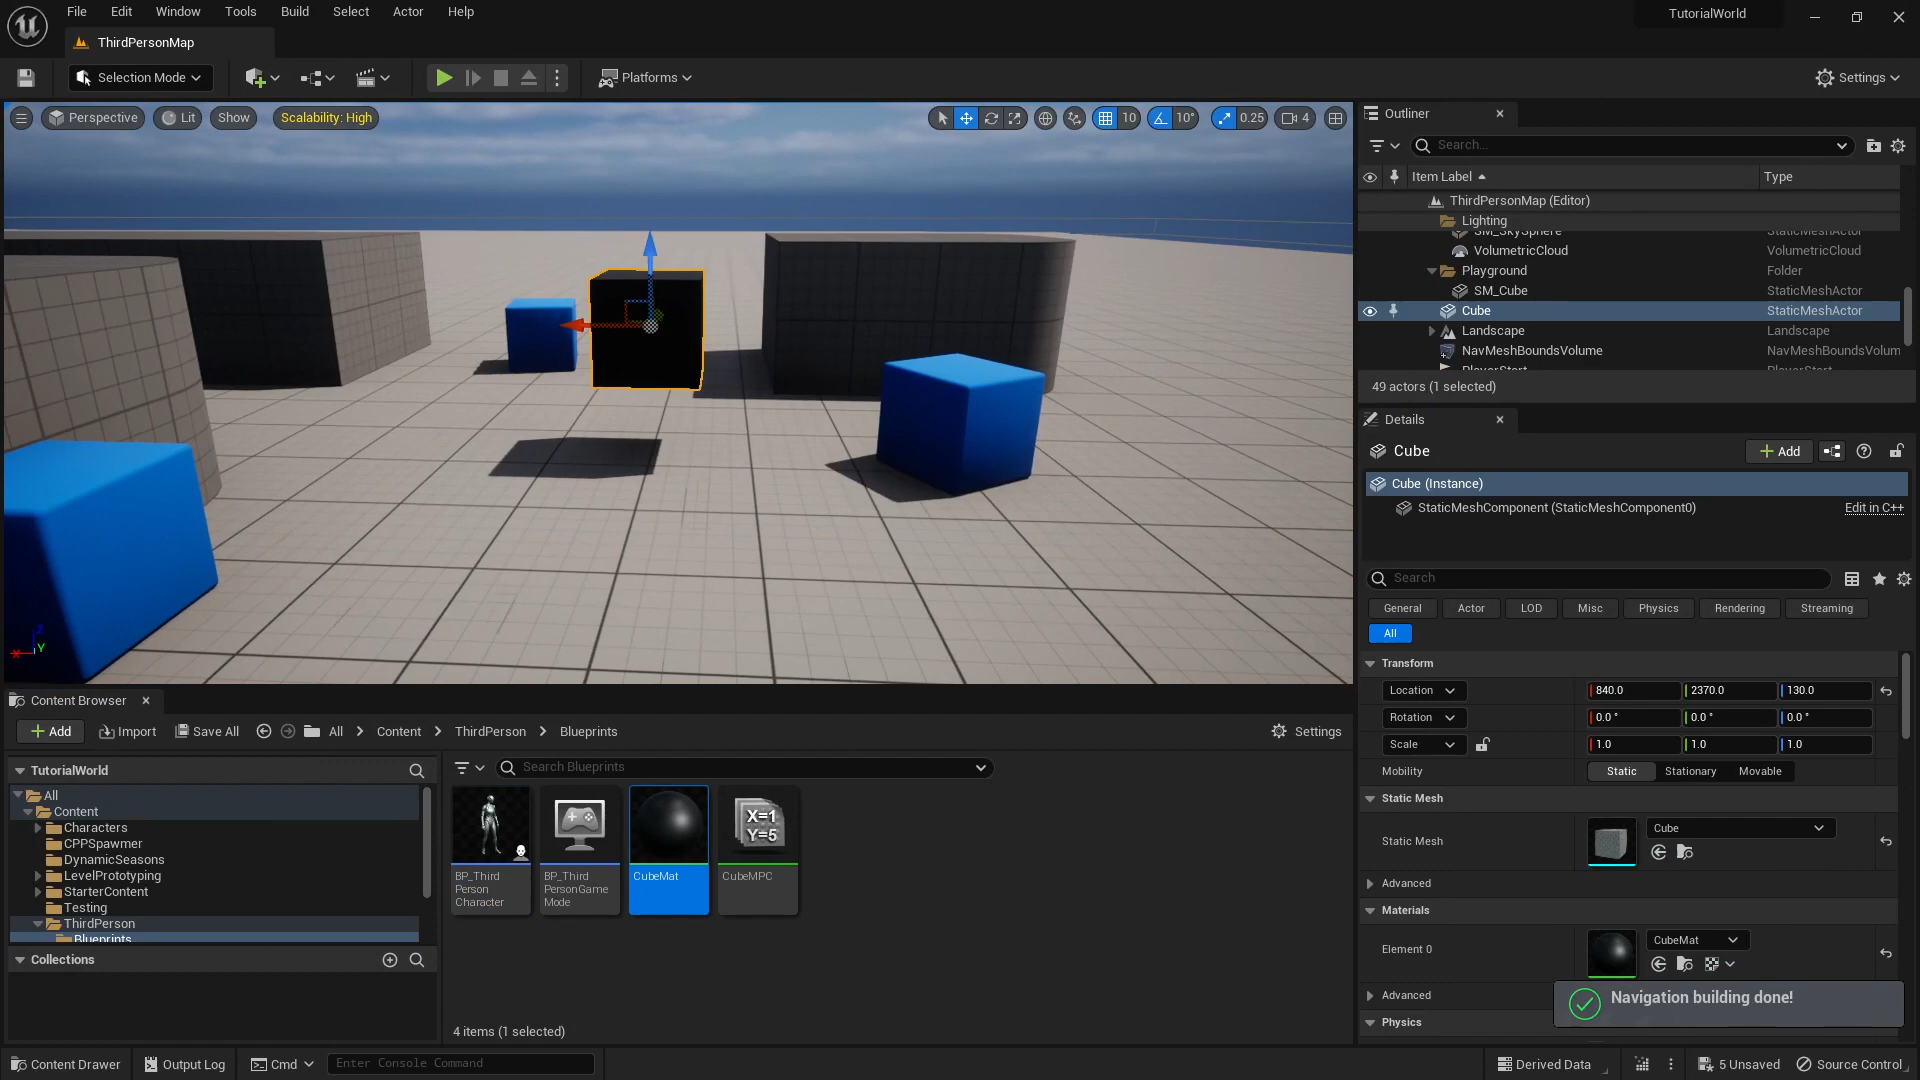 File Edit Window Tools Build Select Actor Help
TutorialWorld
ThirdPersonMap
Selection Mode
Platforms
Settings
Perspective Lit Show Scalability: High
10 10° 0.25 4
Outliner
Search...
Item Label Type
ThirdPersonMap (Editor)
Lighting
SM_SkySphere StaticMeshActor
VolumetricCloud VolumetricCloud
Playground Folder
SM_Cube StaticMeshActor
Cube StaticMeshActor
Landscape Landscape
NavMeshBoundsVolume NavMeshBoundsVolum
PlayerStart PlayerStart
49 actors (1 selected)
Details
Cube
Add
Cube (Instance)
StaticMeshComponent (StaticMeshComponent0) Edit in C++
Search
General Actor LOD Misc Physics Rendering Streaming
All
Transform
Location 840.0 2370.0 130.0
Rotation 0.0 ° 0.0 ° 0.0 °
Scale 1.0 1.0 1.0
Mobility Static Stationary Movable
Static Mesh
Static Mesh Cube
Advanced
Materials
Element 0 CubeMat
Advanced
Physics
Navigation building done!
X Y Z
Content Browser
Add Import Save All All Content ThirdPerson Blueprints Settings
TutorialWorld
Search Blueprints
All
Content
Characters
CPPSpawmer
DynamicSeasons
LevelPrototyping
StarterContent
Testing
ThirdPerson
Blueprints
Collections
BP_Third
Person
Character
BP_Third
PersonGame
Mode
CubeMat
X=1
Y=5
CubeMPC
4 items (1 selected)
Content Drawer Output Log Cmd Enter Console Command
Derived Data 5 Unsaved Source Control